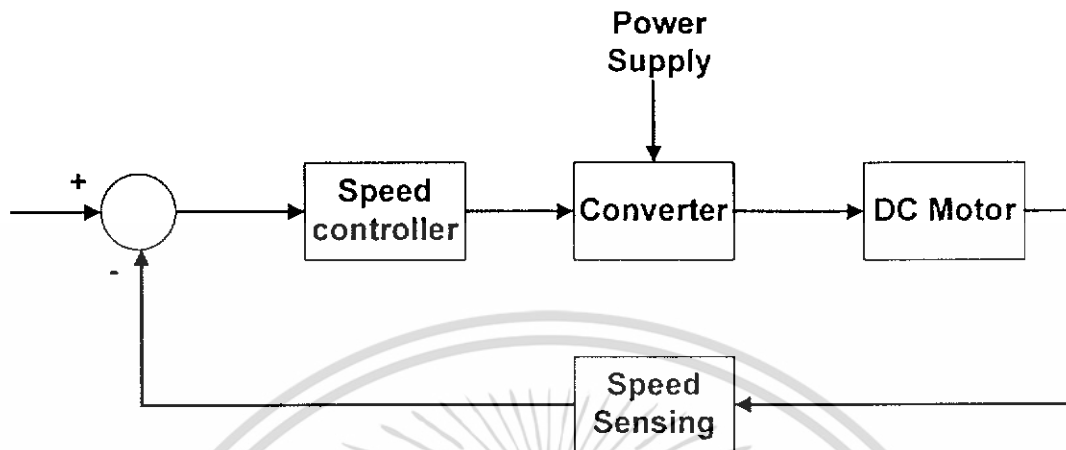 Power
Supply
+
Speed
controller
Converter
DC Motor
-
Speed
Sensing